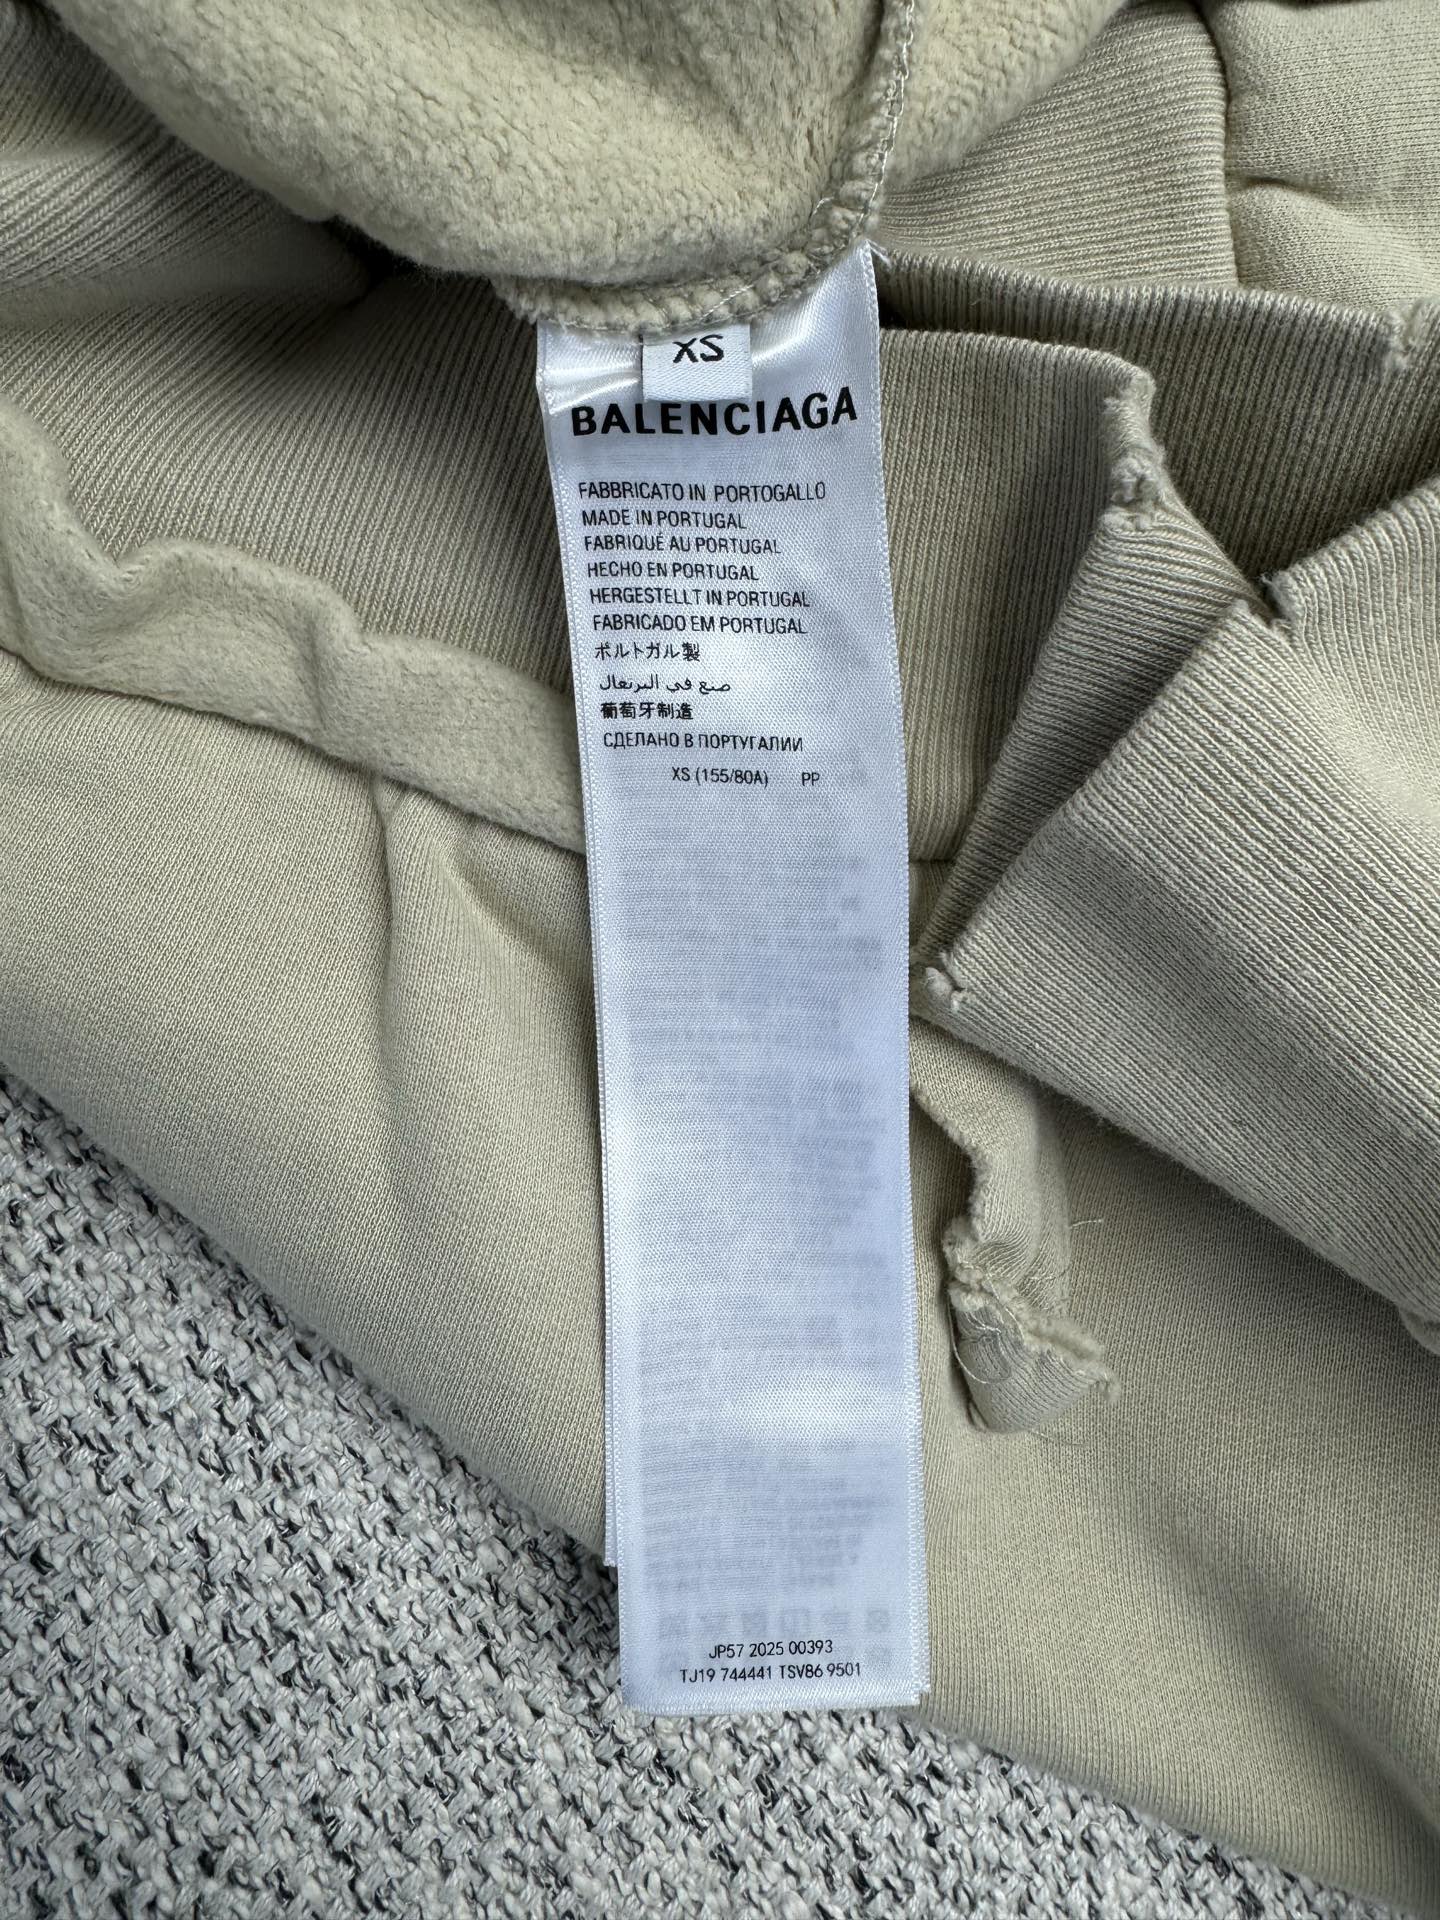 XS
BALENCIAGA
FABBRICATO IN PORTOGALLO
MADE IN PORTUGAL
FABRIQUÉ AU PORTUGAL
HECHO EN PORTUGAL
HERGESTELLT IN PORTUGAL
FABRICADO EM PORTUGAL
ポルトガル製
صنع في البرتغال
葡萄牙制造
СДЕЛАНО В ПОРТУГАЛИИ
XS (155/80A) PP
JP57 2025 00393
TJ19 744441 TSV86 9501